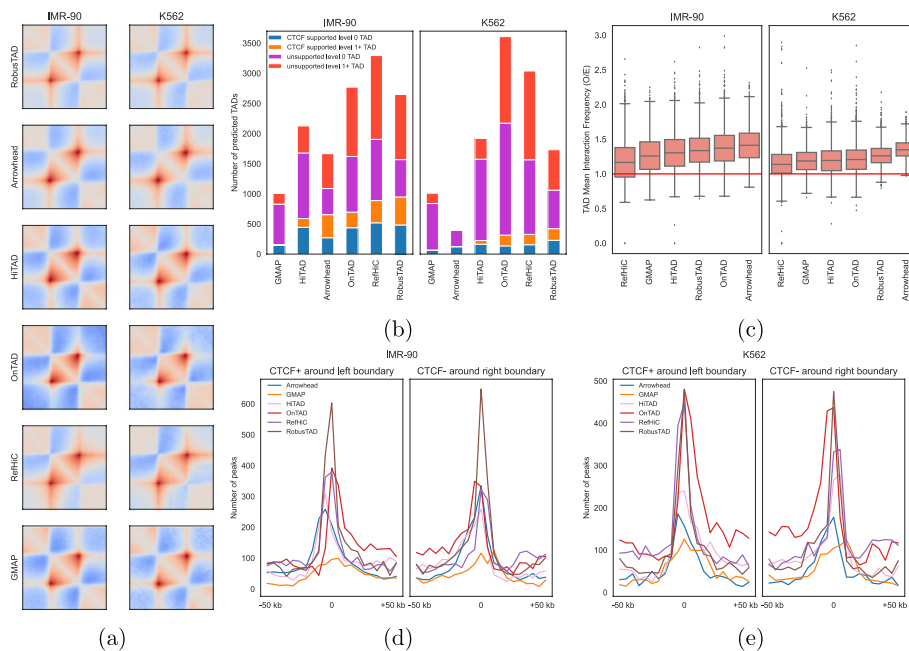 IMR-90 K562
RobusTAD
Arrowhead
HiTAD
OnTAD
RefHiC
GMAP
(a)
IMR-90 K562
Number of predicted TADs
3500
3000
2500
2000
1500
1000
500
0
CTCF supported level 0 TAD
CTCF supported level 1+ TAD
unsupported level 0 TAD
unsupported level 1+ TAD
GMAP HiTAD Arrowhead OnTAD RefHiC RobusTAD
GMAP Arrowhead HiTAD OnTAD RefHiC RobusTAD
(b)
IMR-90 K562
TAD Mean Interaction Frequency (O/E)
3.0
2.5
2.0
1.5
1.0
0.5
0.0
RefHiC GMAP HiTAD RobusTAD OnTAD Arrowhead
RefHiC GMAP HiTAD OnTAD RobusTAD Arrowhead
(c)
IMR-90
CTCF+ around left boundary CTCF- around right boundary
Number of peaks
600
500
400
300
200
100
0
Arrowhead
GMAP
HiTAD
OnTAD
RefHiC
RobusTAD
Number of peaks
-50 kb 0 +50 kb -50 kb 0 +50 kb
(d)
K562
CTCF+ around left boundary CTCF- around right boundary
Number of peaks
500
400
300
200
100
0
Arrowhead
GMAP
HiTAD
OnTAD
RefHiC
RobusTAD
Number of peaks
-50 kb 0 +50 kb -50 kb 0 +50 kb
(e)